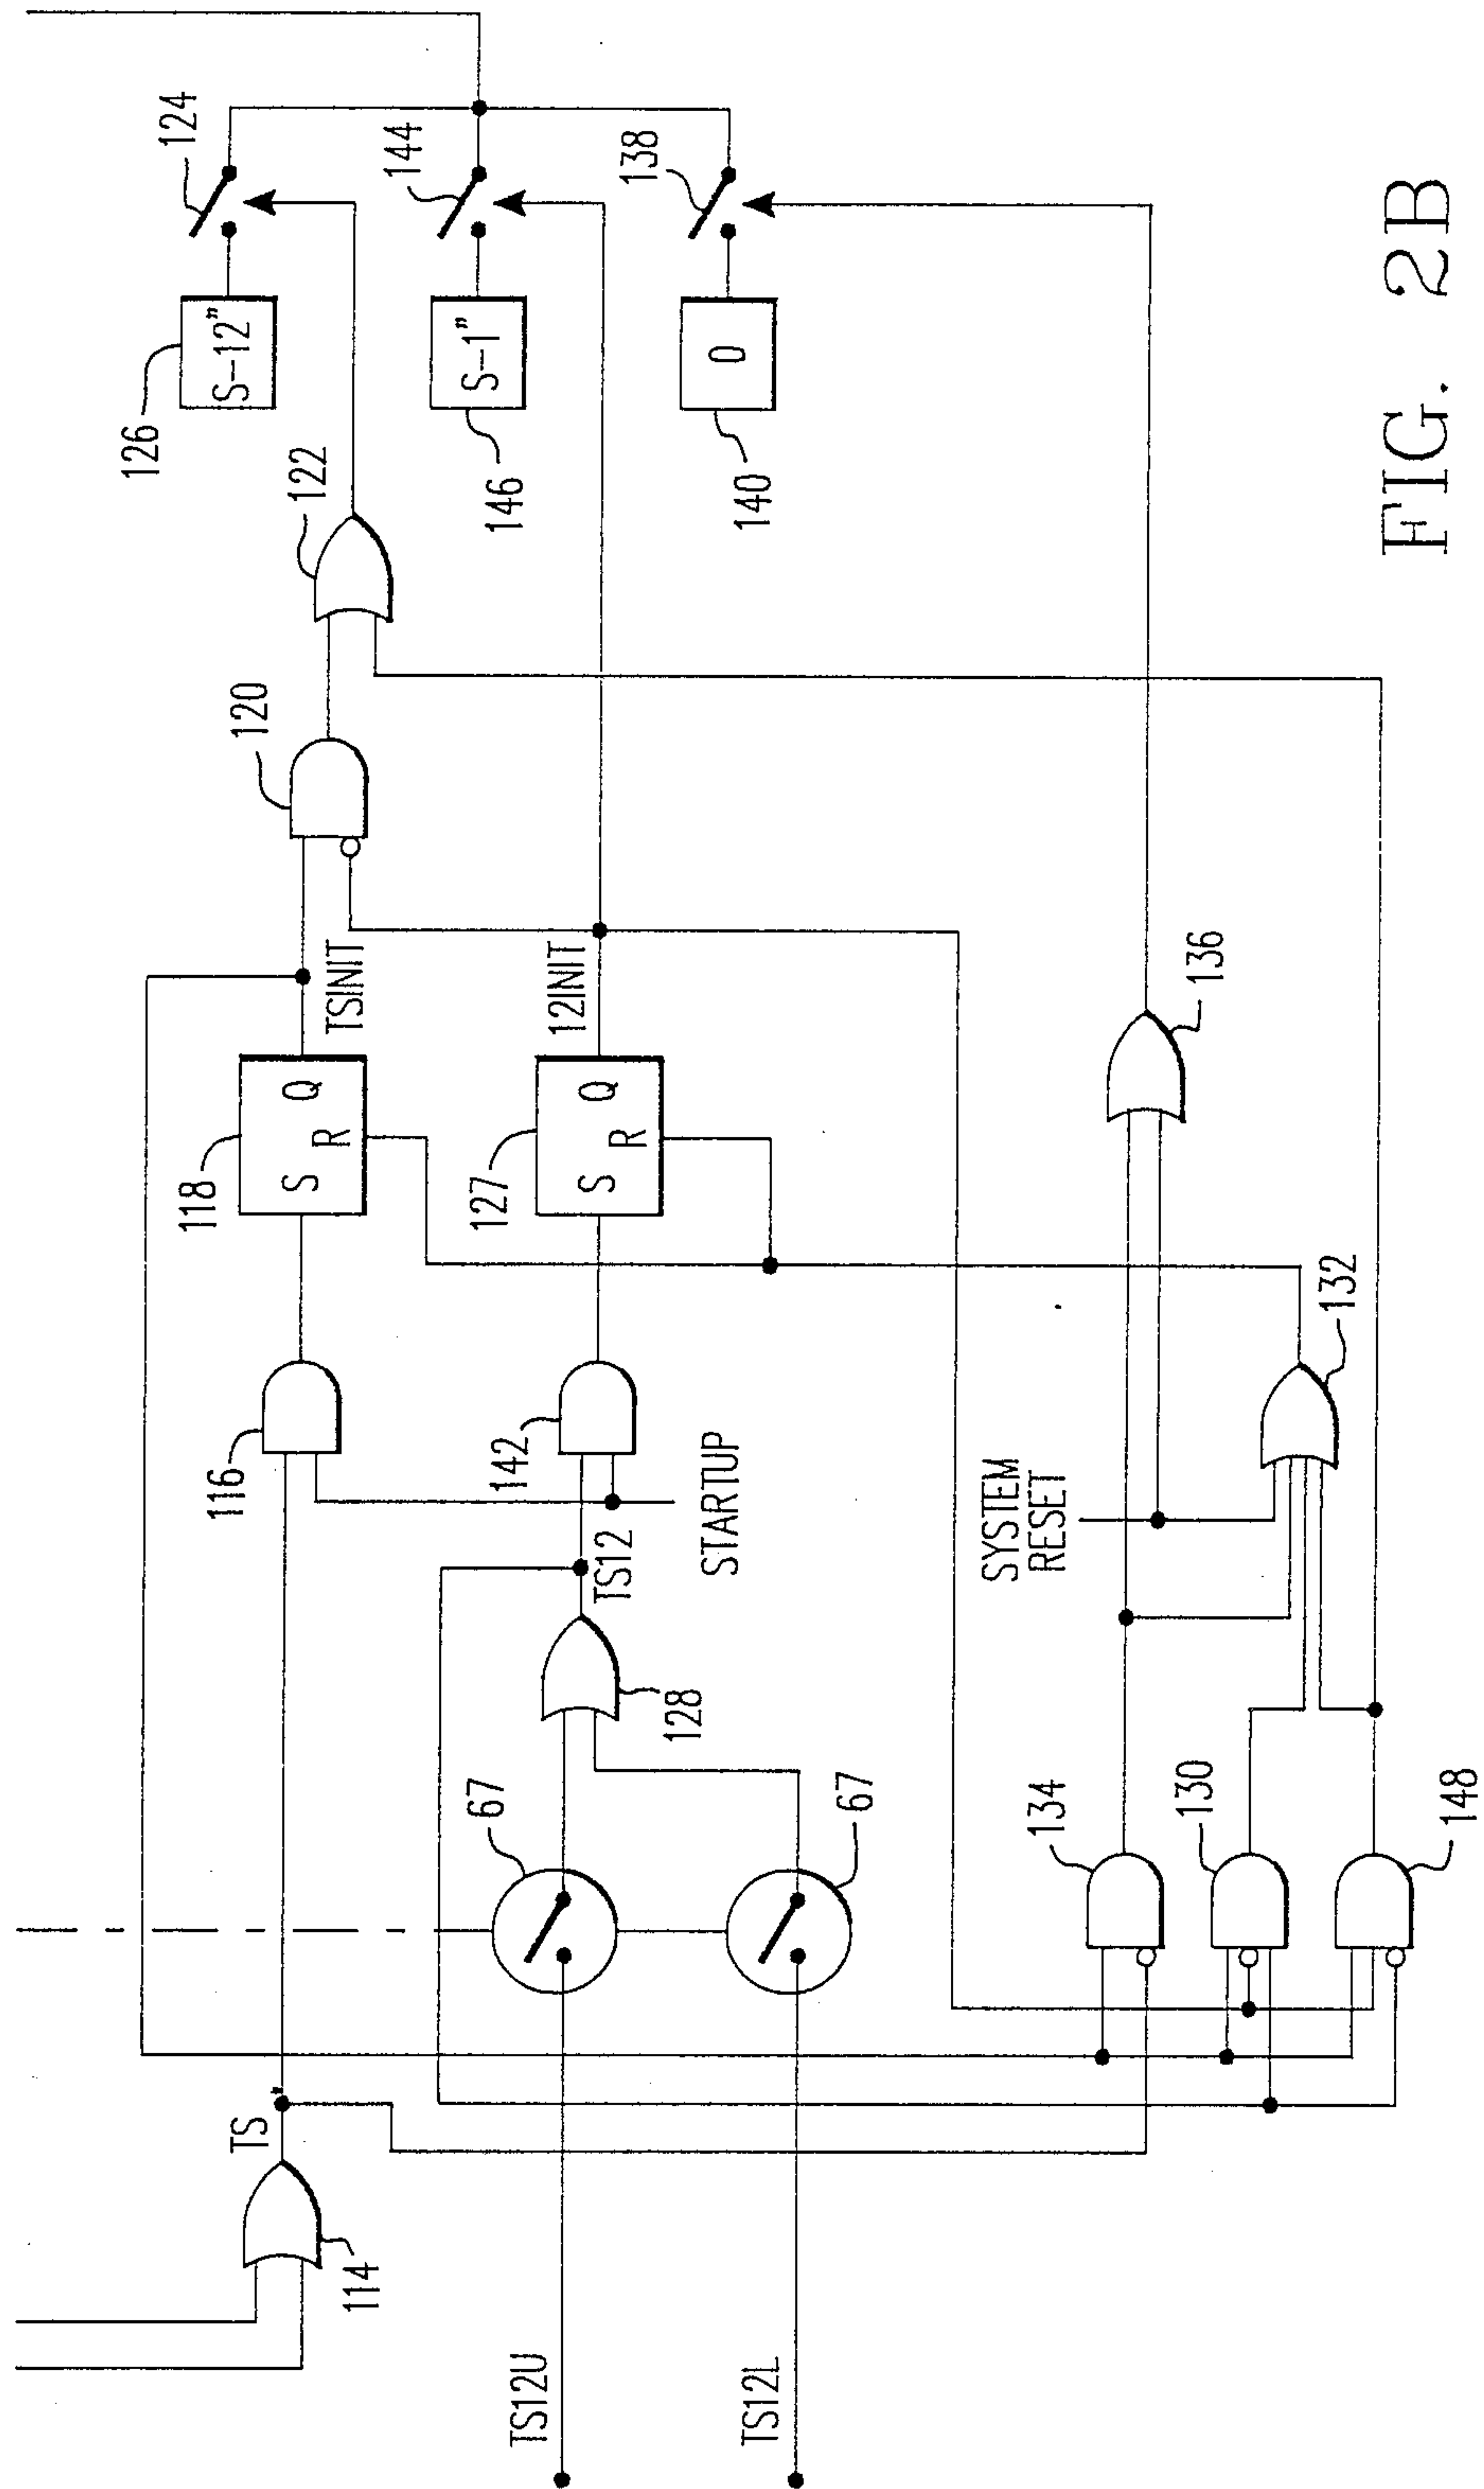 124
126
S-12"
122
144
S-1"
146
138
0
140
120
TSINIT
12INIT
118
S R Q
127
S R Q
136
116
142
STARTUP
TS12
SYSTEM
RESET
132
128
67
67
134
130
148
TS
114
TS12U
TS12L
FIG. 2B